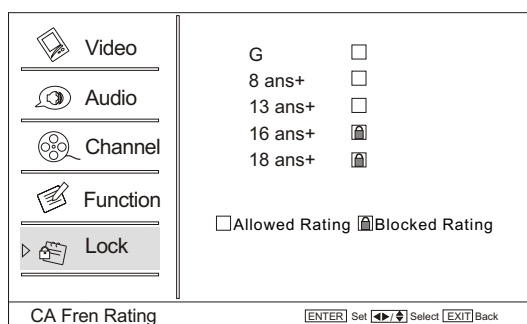 Video
Audio
Channel
Function
Lock
G
8 ans+
13 ans+
16 ans+
18 ans+
Allowed Rating Blocked Rating
CA Fren Rating
ENTER Set ◀▶/◆ Select EXIT Back